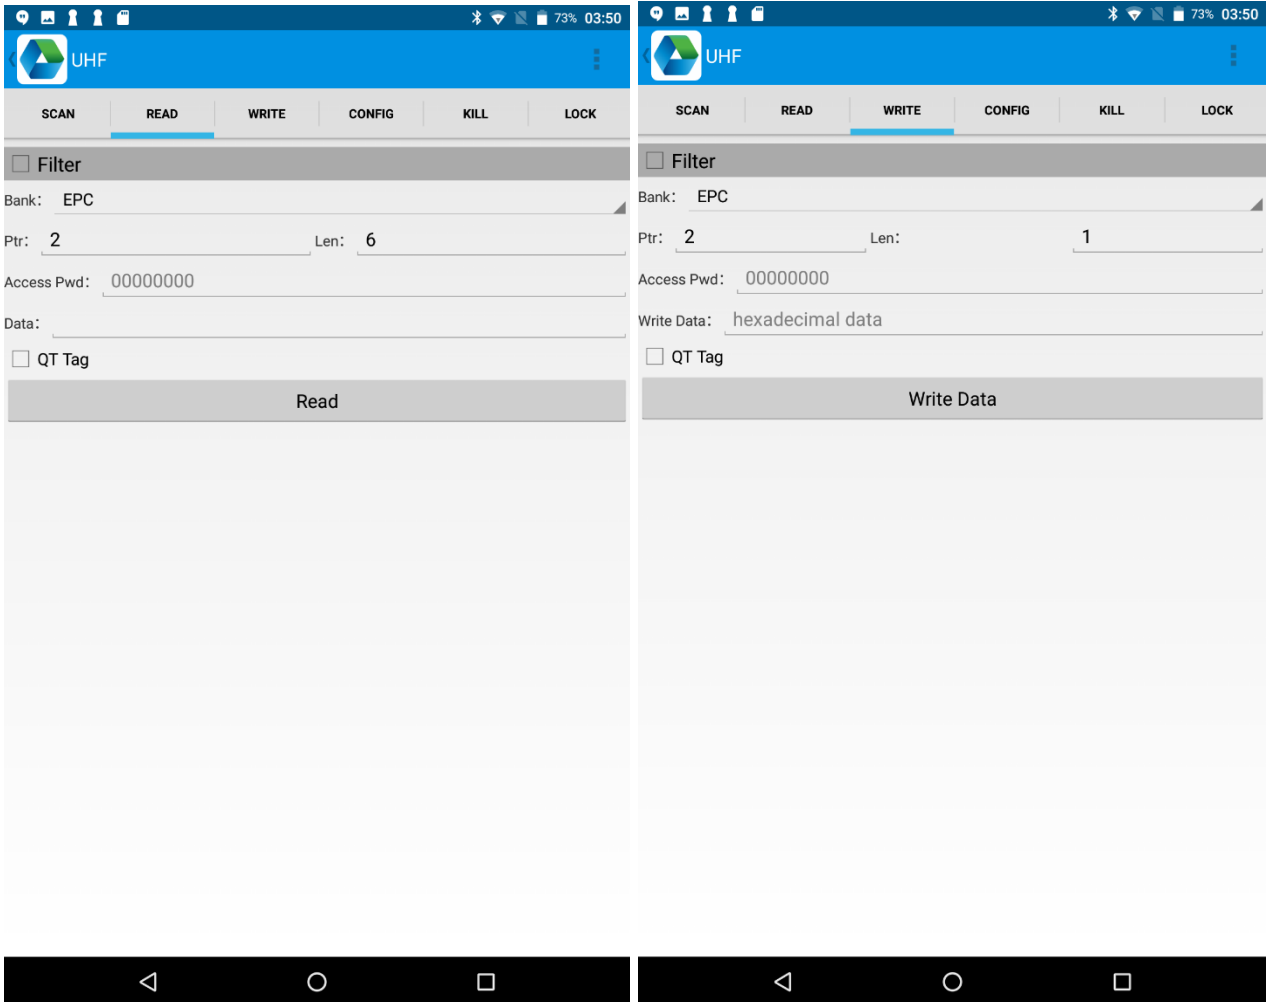 73% 03:50
UHF
SCAN READ WRITE CONFIG KILL LOCK
Filter
Bank: EPC
Ptr: 2 Len: 6
Access Pwd: 00000000
Data:
QT Tag
Read
73% 03:50
UHF
SCAN READ WRITE CONFIG KILL LOCK
Filter
Bank: EPC
Ptr: 2 Len: 1
Access Pwd: 00000000
Write Data: hexadecimal data
QT Tag
Write Data